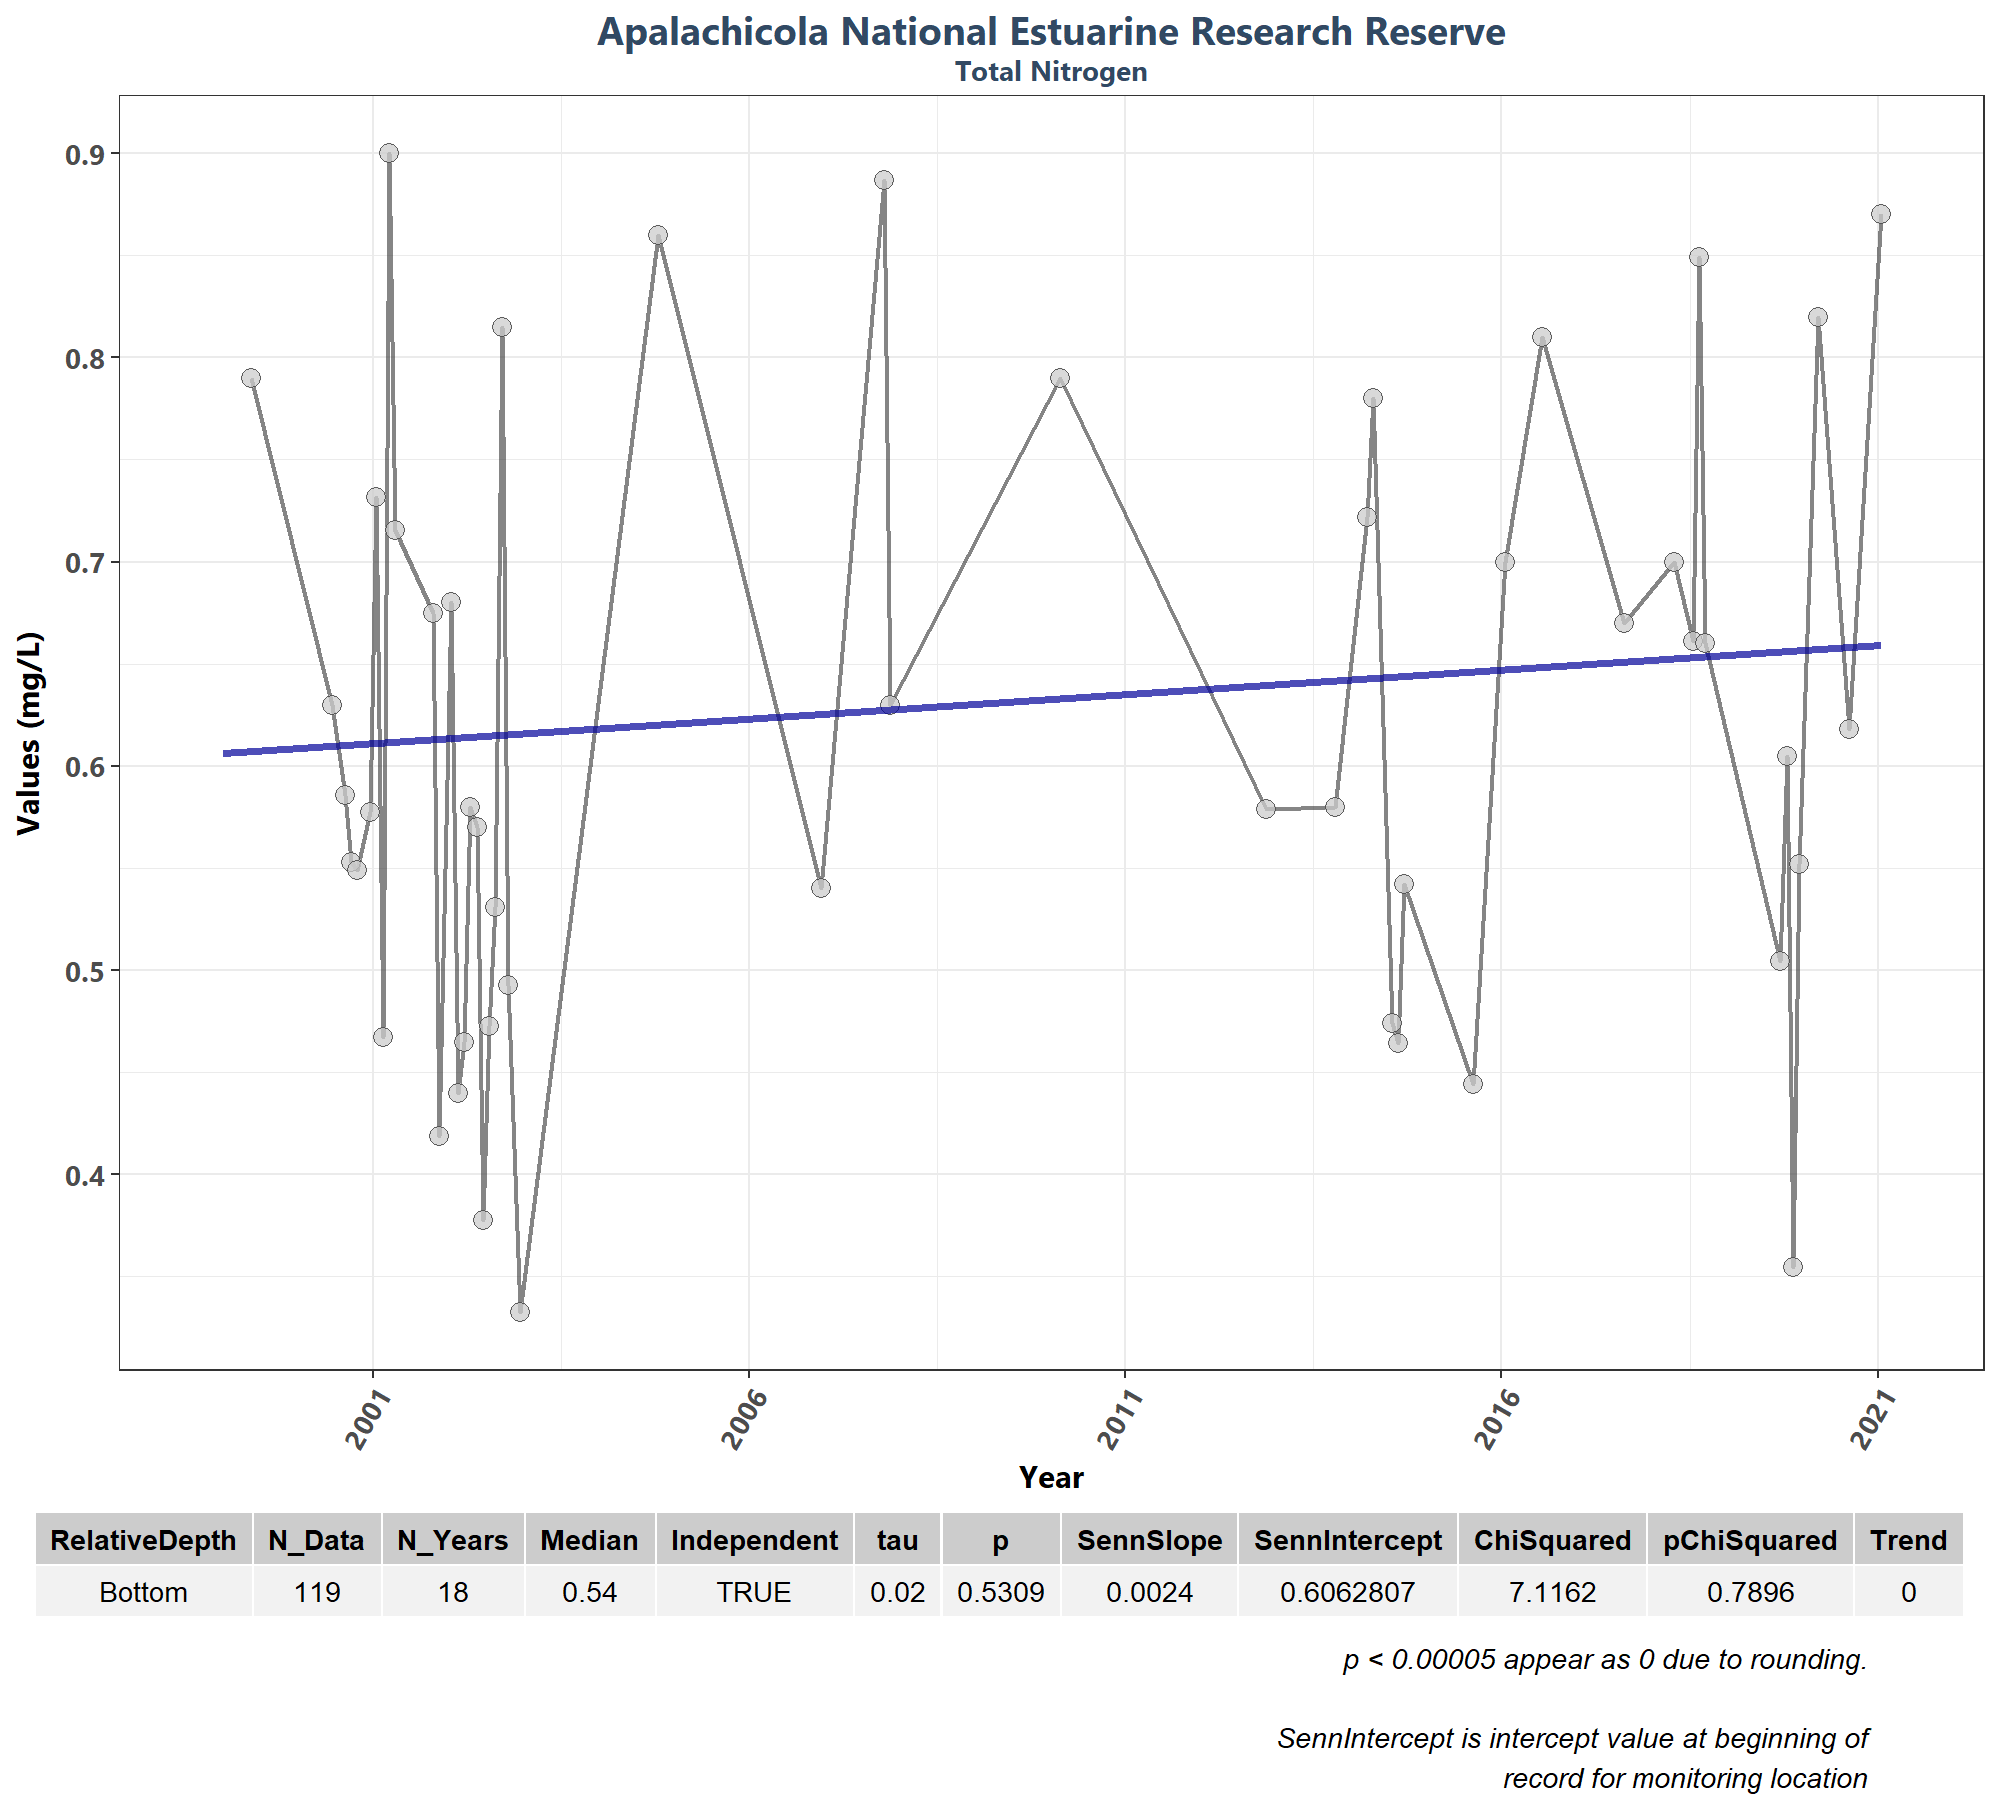 Apalachicola National Estuarine Research Reserve
Total Nitrogen
Values (mg/L)
0.9
0.8
0.7
0.6
0.5
0.4
2001 2006 2011 2016 2021
Year
RelativeDepth N_Data N_Years Median Independent tau p SennSlope SennIntercept ChiSquared pChiSquared Trend
Bottom 119 18 0.54 TRUE 0.02 0.5309 0.0024 0.6062807 7.1162 0.7896 0
p < 0.00005 appear as 0 due to rounding.
SennIntercept is intercept value at beginning of
record for monitoring location